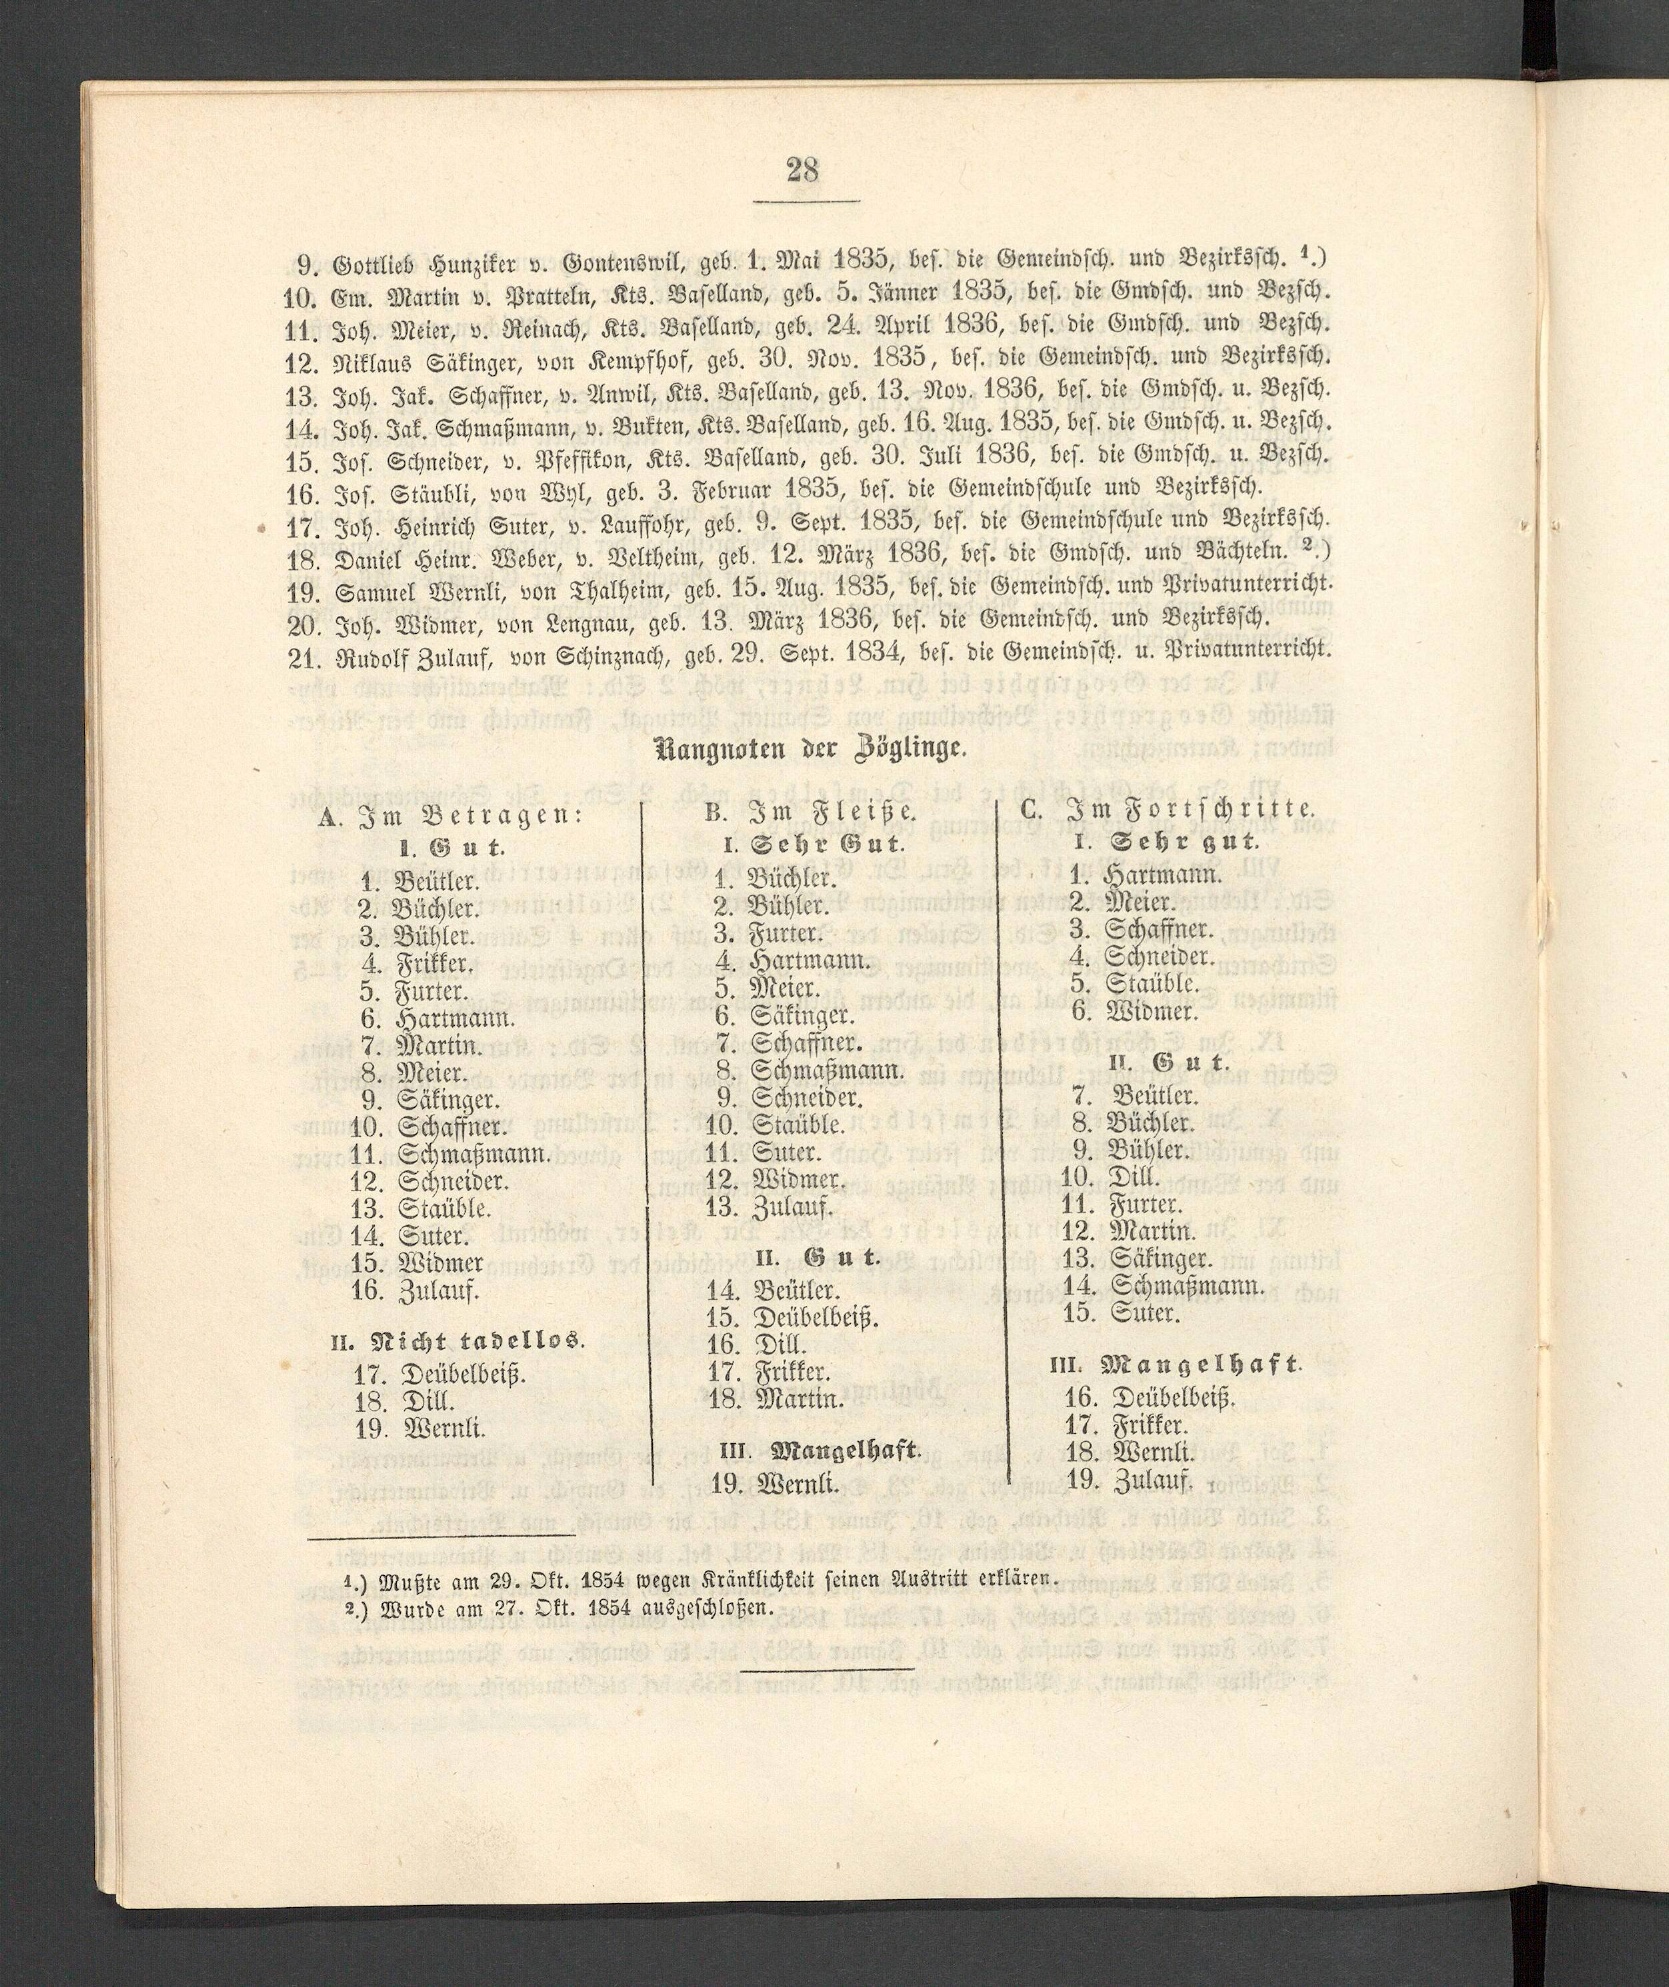 28
9. Gottlieb Hunziker v. Gontenswil, geb. 1. Mai 1835, bes. die Gemeindsch. und Bezirkssch. 1.)
10. Em. Martin v. Pratteln, Kts. Baselland, geb. 5. Jänner 1835, bes. die Gmdsch. und Bezsch.
11. Joh. Meier, v. Reinach, Kts. Baselland, geb. 24. April 1836, bes. die Gmdsch. und Bezsch.
12. Niklaus Säkinger, von Kempfhof, geb. 30. Nov. 1835, bes. die Gemeindsch. und Bezirkssch.
13. Joh. Jak. Schaffner, v. Anwil, Kts. Baselland, geb. 13. Nov. 1836, bes. die Gmdsch. u. Bezsch.
14. Joh. Jak. Schmaßmann, v. Bukten, Kts. Baselland, geb. 16. Aug. 1835, bes. die Gmdsch. u. Bezsch.
15. Jos. Schneider, v. Pfeffikon, Kts. Baselland, geb. 30. Juli 1836, bes. die Gmdsch. u. Bezsch.
16. Jos. Stäubli, von Wyl, geb. 3. Februar 1835, bes. die Gemeindschule und Bezirkssch.
17. Joh. Heinrich Suter, v. Lauffohr, geb. 9. Sept. 1835, bes. die Gemeindschule und Bezirkssch.
18. Daniel Heinr. Weber, v. Veltheim, geb. 12. März 1836, bes. die Gmdsch. und Bächteln. 2.)
19. Samuel Wernli, von Thalheim, geb. 15. Aug. 1835, bes. die Gemeindsch. und Privatunterricht.
20. Joh. Widmer, von Lengnau, geb. 13. März 1836, bes. die Gemeindsch. und Bezirkssch.
21. Rudolf Zulauf, von Schinznach, geb. 29. Sept. 1834, bes. die Gemeindsch. u. Privatunterricht.
Rangnoten der Zöglinge.
A. Im Betragen:
I. Gut.
1. Beütler.
2. Büchler.
3. Bühler.
4. Frikker.
5. Furter.
6. Hartmann.
7. Martin.
8. Meier.
9. Säkinger.
10. Schaffner.
11. Schmaßmann.
12. Schneider.
13. Staüble.
14. Suter.
15. Widmer
16. Zulauf.
II. Nicht tadellos.
17. Deübelbeiß.
18. Dill.
19. Wernli.
B. Im Fleiße.
I. Sehr Gut.
1. Büchler.
2. Bühler.
3. Furter.
4. Hartmann.
5. Meier.
6. Säkinger.
7. Schaffner.
8. Schmaßmann.
9. Schneider.
10. Staüble.
11. Suter.
12. Widmer.
13. Zulauf.
II. Gut.
14. Beütler.
15. Deübelbeiß.
16. Dill.
17. Frikker.
18. Martin.
III. Mangelhaft.
19. Wernli.
C. Im Fortschritte.
I. Sehr gut.
1. Hartmann.
2. Meier.
3. Schaffner.
4. Schneider.
5. Staüble.
6. Widmer.
II. Gut.
7. Beütler.
8. Büchler.
9. Bühler.
10. Dill.
11. Furter.
12. Martin.
13. Säkinger.
14. Schmaßmann.
15. Suter.
III. Mangelhaft.
16. Deübelbeiß.
17. Frikker.
18. Wernli.
19. Zulauf.
1.) Mußte am 29. Okt. 1854 wegen Kränklichkeit seinen Austritt erklären.
2.) Wurde am 27. Okt. 1854 ausgeschloßen.